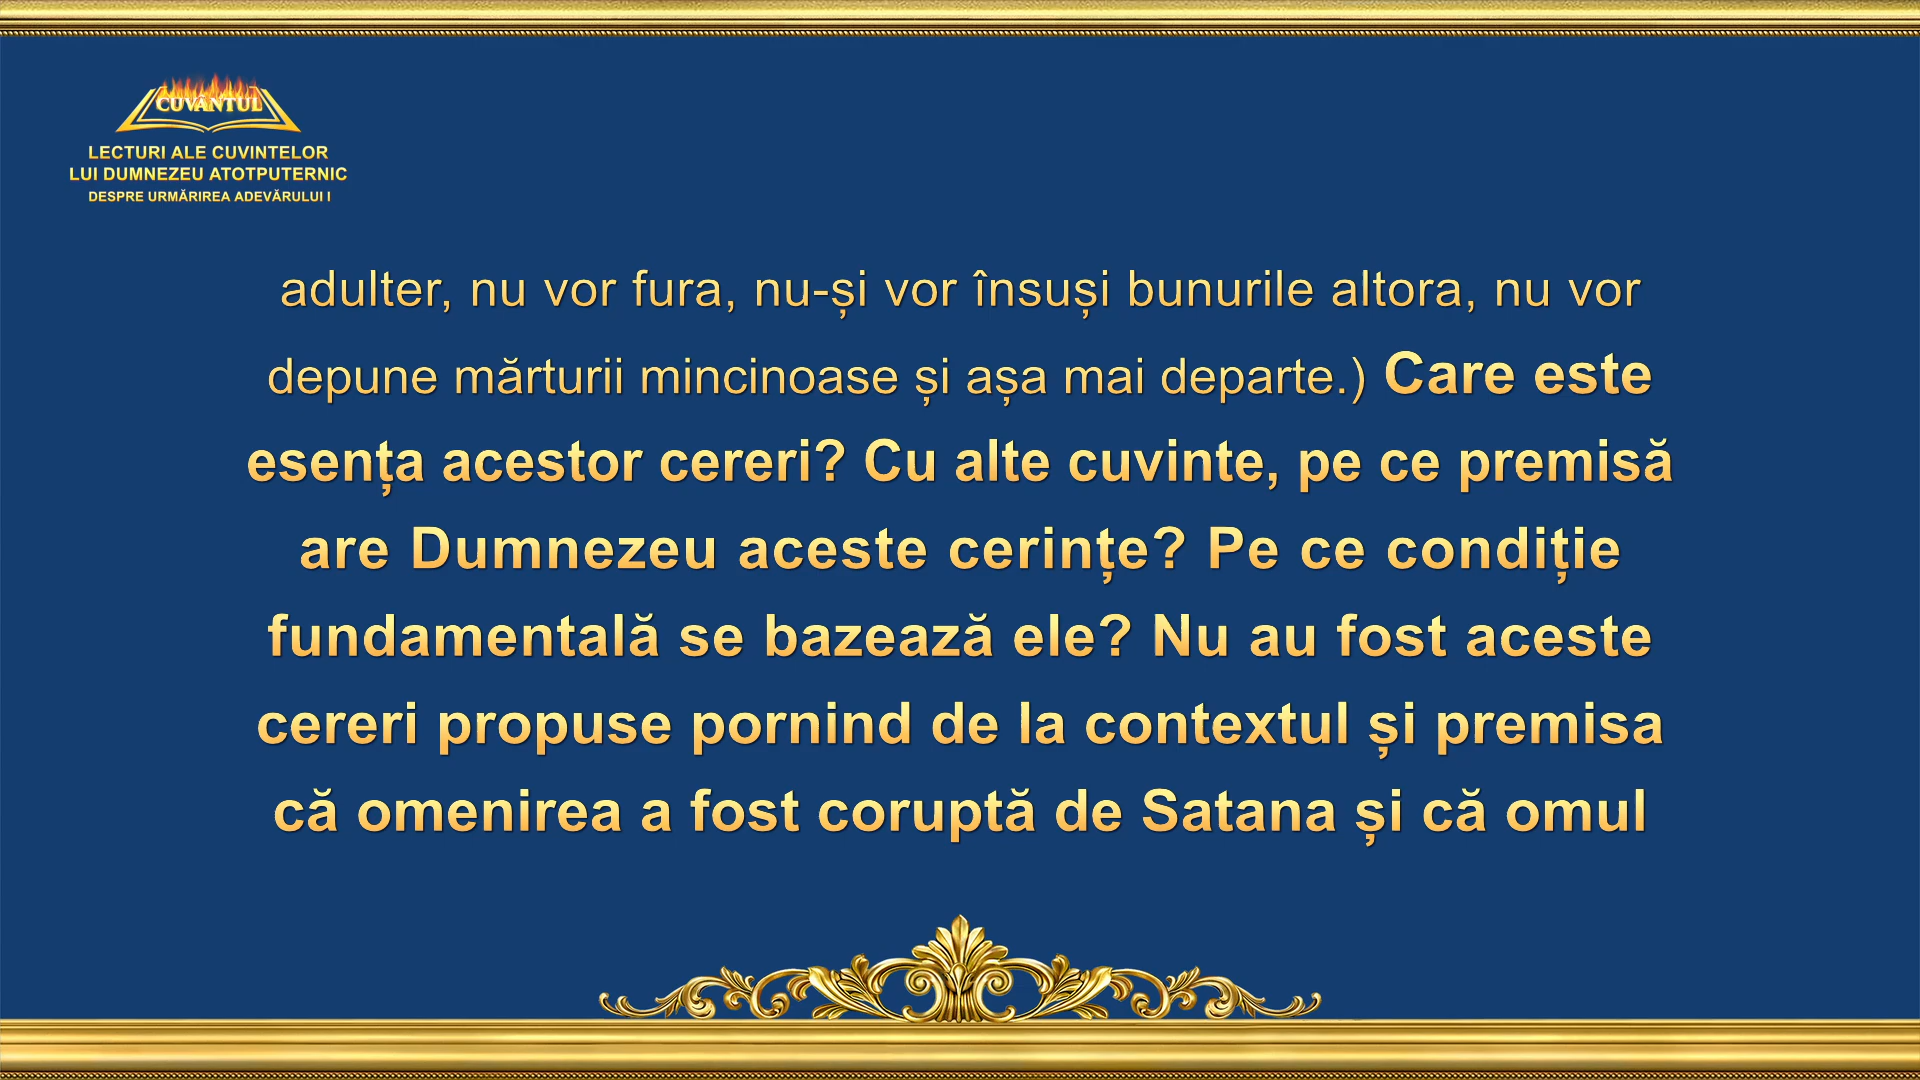 CUVÂNTUL
LECTURI ALE CUVINTELOR
LUI DUMNEZEU ATOTPUTERNIC
DESPRE URMĂRIREA ADEVĂRULUI I
adulter, nu vor fura, nu-și vor însuși bunurile altora, nu vor
depune mărturii mincinoase și așa mai departe.) Care este
esența acestor cereri? Cu alte cuvinte, pe ce premisă
are Dumnezeu aceste cerințe? Pe ce condiție
fundamentală se bazează ele? Nu au fost aceste
cereri propuse pornind de la contextul și premisa
că omenirea a fost coruptă de Satana și că omul